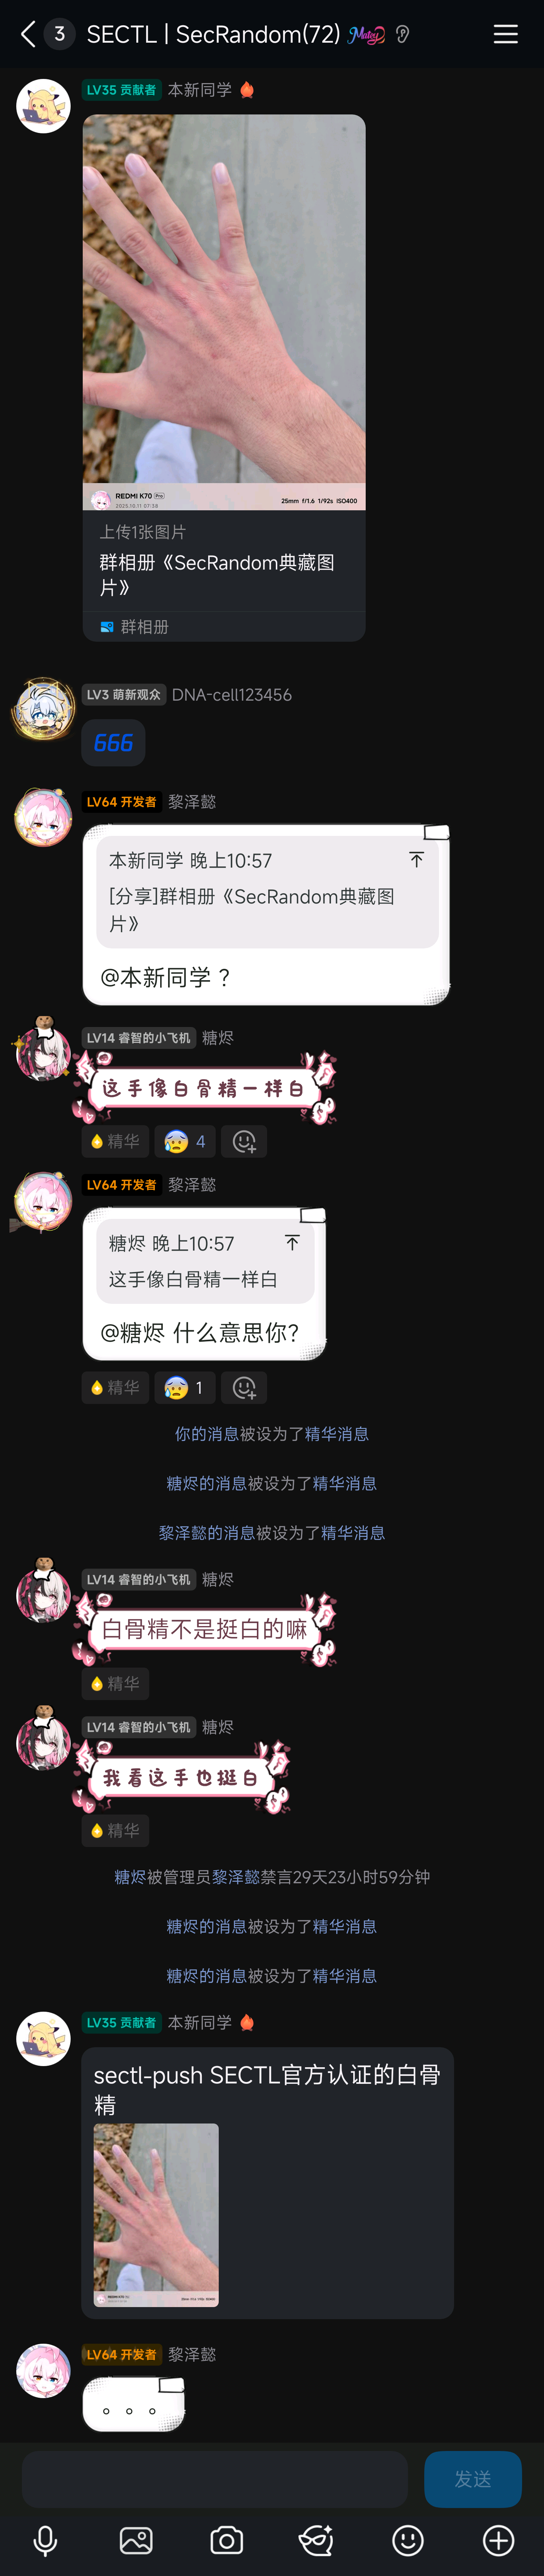 3 SECTL | SecRandom(72) Matey
LV35 贡献者 本新同学
REDMI K70 Pro
2025.10.11 07:38
25mm f/1.6 1/92s ISO400
上传1张图片
群相册《SecRandom典藏图
片》
群相册
LV3 萌新观众 DNA-cell123456
666
LV64 开发者 黎泽懿
本新同学 晚上10:57
[分享]群相册《SecRandom典藏图
片》
@本新同学 ？
LV14 睿智的小飞机 糖烬
这手像白骨精一样白
精华 4
LV64 开发者 黎泽懿
糖烬 晚上10:57
这手像白骨精一样白
@糖烬 什么意思你?
精华 1
你的消息被设为了精华消息
糖烬的消息被设为了精华消息
黎泽懿的消息被设为了精华消息
LV14 睿智的小飞机 糖烬
白骨精不是挺白的嘛
精华
LV14 睿智的小飞机 糖烬
我看这手也挺白
精华
糖烬被管理员黎泽懿禁言29天23小时59分钟
糖烬的消息被设为了精华消息
糖烬的消息被设为了精华消息
LV35 贡献者 本新同学
sectl-push SECTL官方认证的白骨
精
LV64 开发者 黎泽懿
。。。
发送